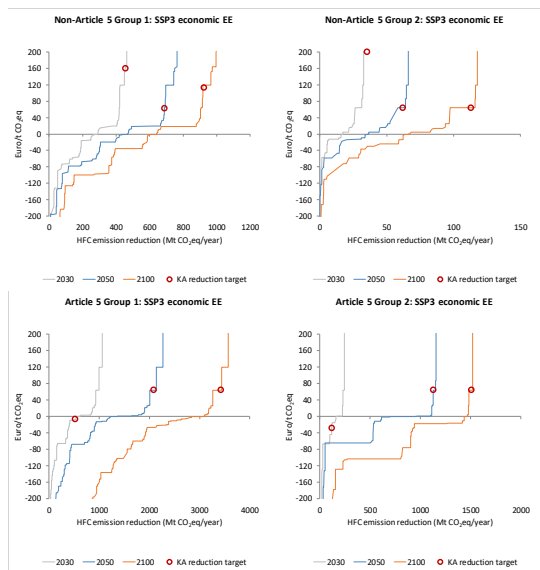 Non-Article 5 Group 1: SSP3 economic EE
Euro/t CO₂eq
200
160
120
80
40
0
-40
-80
-120
-160
-200
0 200 400 600 800 1000 1200
HFC emission reduction (Mt CO₂eq/year)
2030 2050 2100 KA reduction target
Non-Article 5 Group 2: SSP3 economic EE
Euro/t CO₂eq
200
160
120
80
40
0
-40
-80
-120
-160
-200
0 50 100 150
HFC emission reduction (Mt CO₂eq/year)
2030 2050 2100 KA reduction target
Article 5 Group 1: SSP3 economic EE
Euro/t CO₂eq
200
160
120
80
40
0
-40
-80
-120
-160
-200
0 1000 2000 3000 4000
HFC emission reduction (Mt CO₂eq/year)
2030 2050 2100 KA reduction target
Article 5 Group 2: SSP3 economic EE
Euro/t CO₂eq
200
160
120
80
40
0
-40
-80
-120
-160
-200
0 500 1000 1500 2000
HFC emission reduction (Mt CO₂eq/year)
2030 2050 2100 KA reduction target